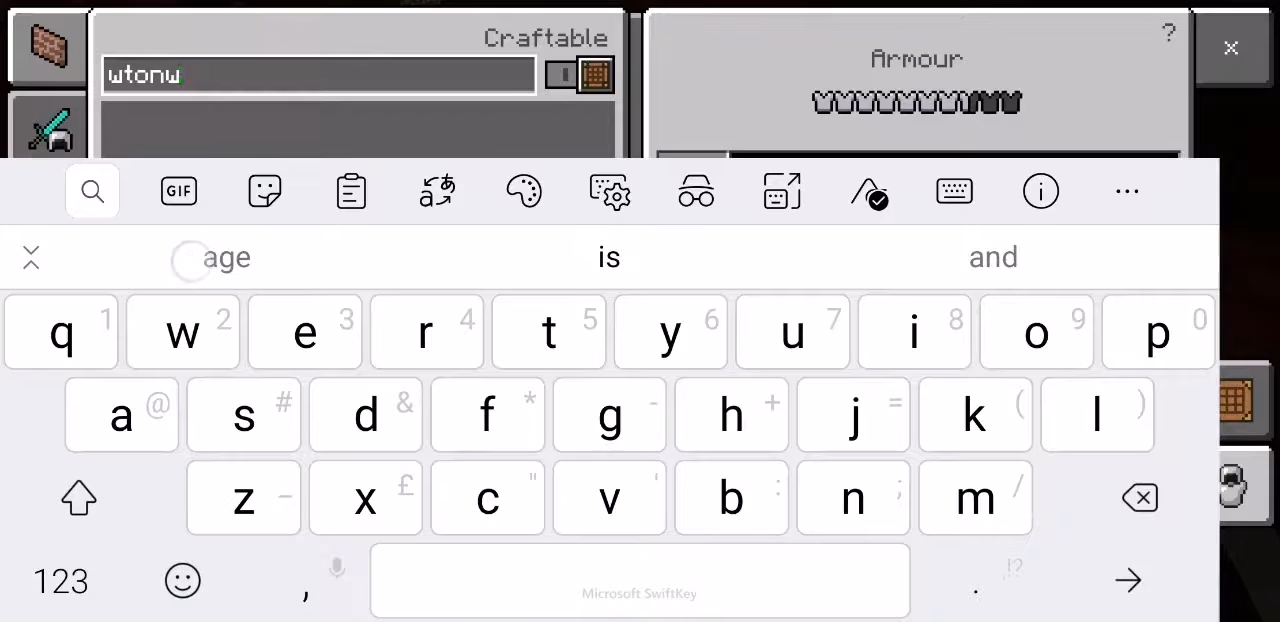 Craftable
wtonw
Armour
?
GIF
age is and
q 1 w 2 e 3 r 4 t 5 y 6 u 7 i 8 o 9 p 0
a @ s # d & f * g - h + j = k ( l )
z _ x £ c " v ' b : n ; m /
123 , Microsoft SwiftKey . !?